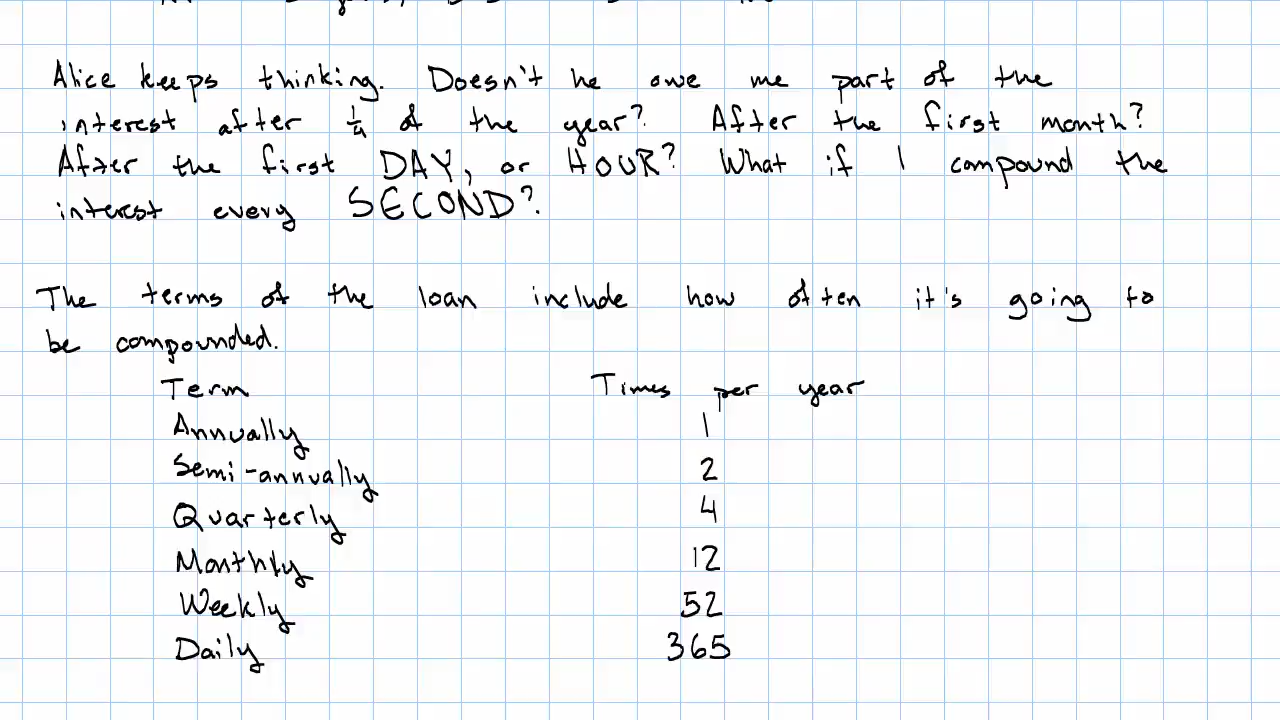 Alice keeps thinking. Doesn't he owe me part of the
interest after 1/4 of the year? After the first month?
After the first DAY, or HOUR? What if I compound the
interest every SECOND?
The terms of the loan include how often it's going to
be compounded.
Term Times per year
Annually 1
Semi-annually 2
Quarterly 4
Monthly 12
Weekly 52
Daily 365